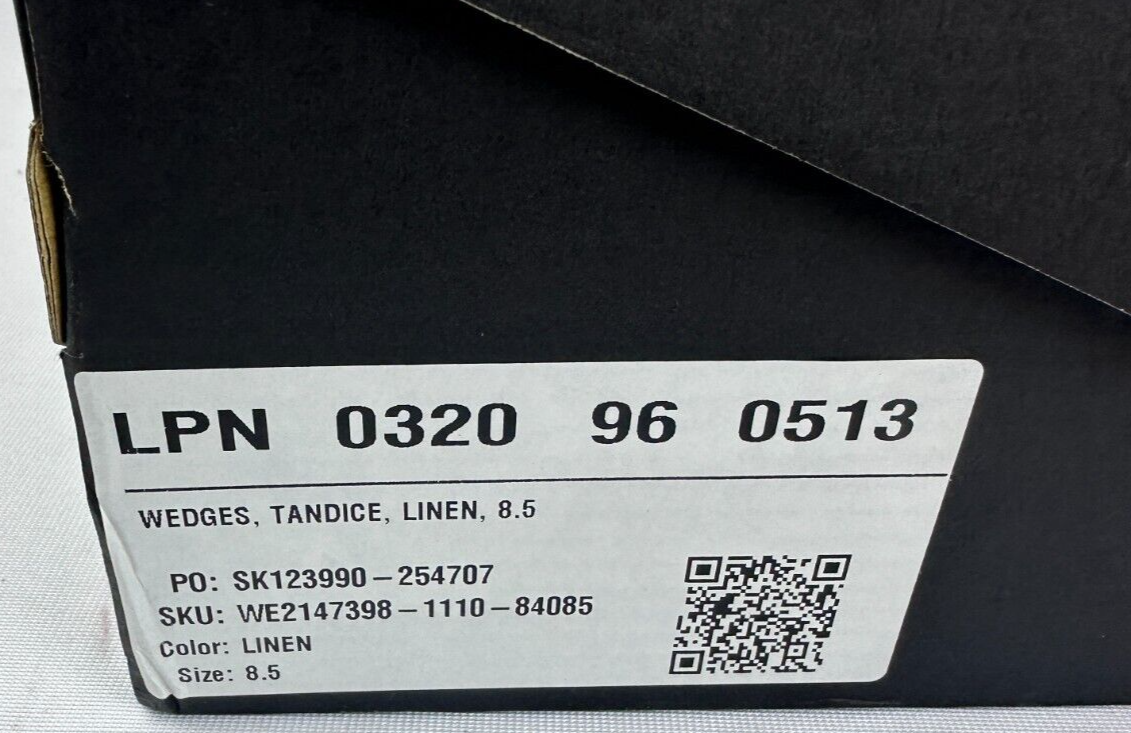 LPN 0320 96 0513
WEDGES, TANDICE, LINEN, 8.5
PO: SK123990-254707
SKU: WE2147398-1110-84085
Color: LINEN
Size: 8.5